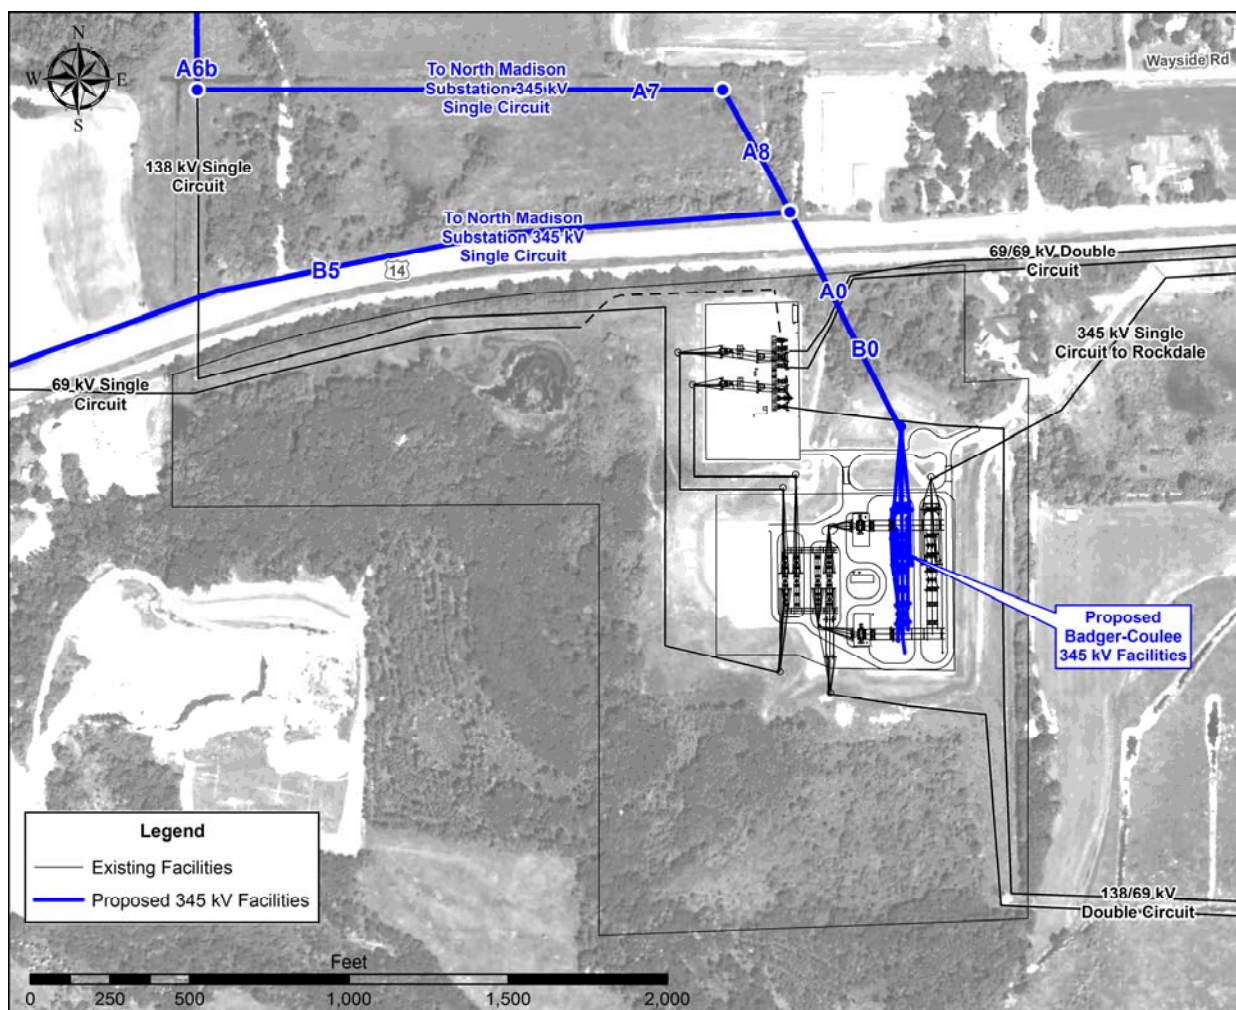 N
W E
S
A6b
To North Madison
Substation 345 kV
Single Circuit
A7
Wayside Rd
A8
138 kV Single
Circuit
To North Madison
Substation 345 kV
Single Circuit
B5
14
69/69 kV Double
Circuit
A0
345 kV Single
Circuit to Rockdale
B0
69 kV Single
Circuit
Proposed
Badger-Coulee
345 kV Facilities
Legend
Existing Facilities
Proposed 345 kV Facilities
138/69 kV
Double Circuit
Feet
0 250 500 1,000 1,500 2,000